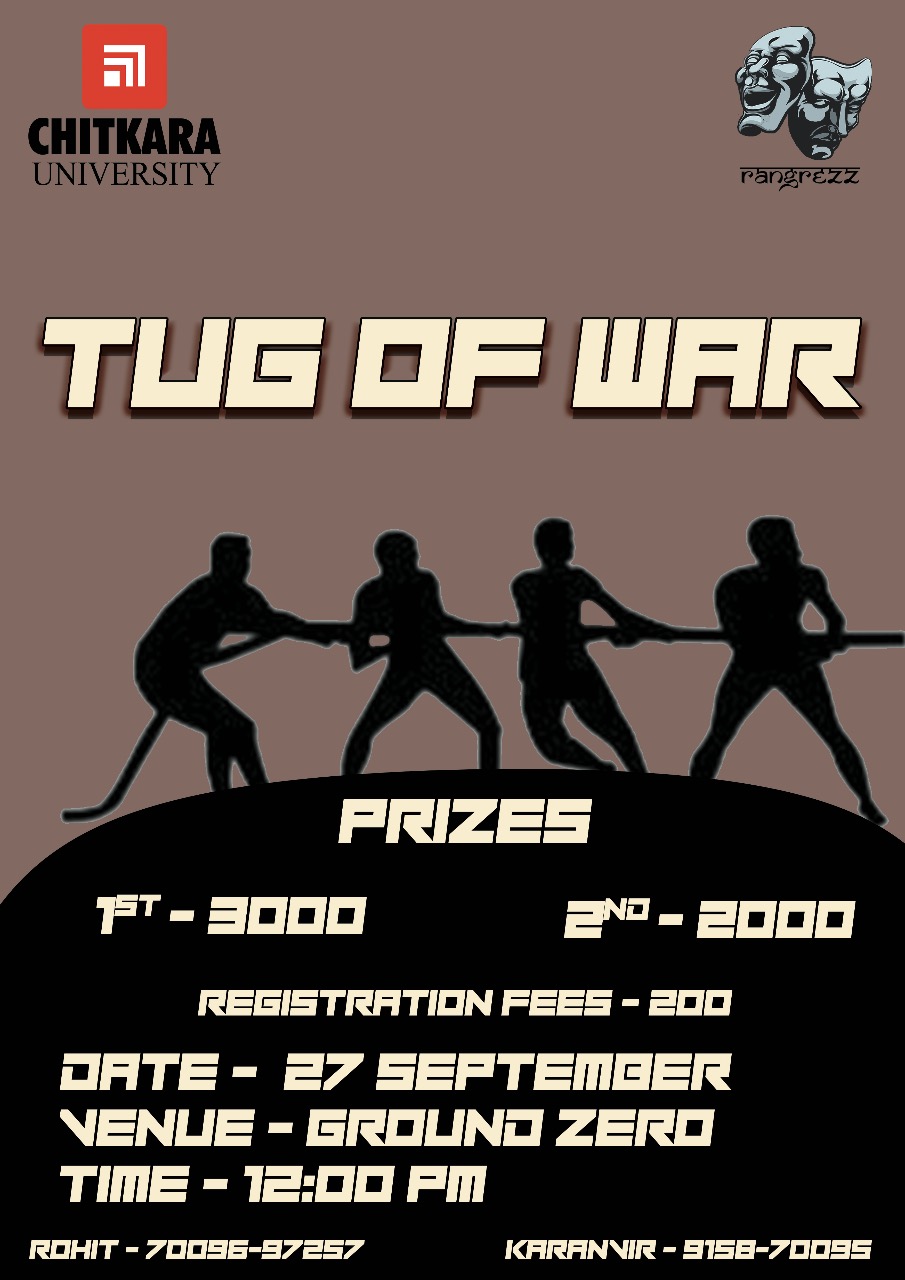 CHITKARA
UNIVERSITY
rangrezz
TUG OF WAR
PRIZES
1ST - 3000
2ND - 2000
REGISTRATION FEES - 200
DATE - 27 SEPTEMBER
VENUE - GROUND ZERO
TIME - 12:00 PM
ROHIT - 70096-97257
KARANVIR - 9158-70095